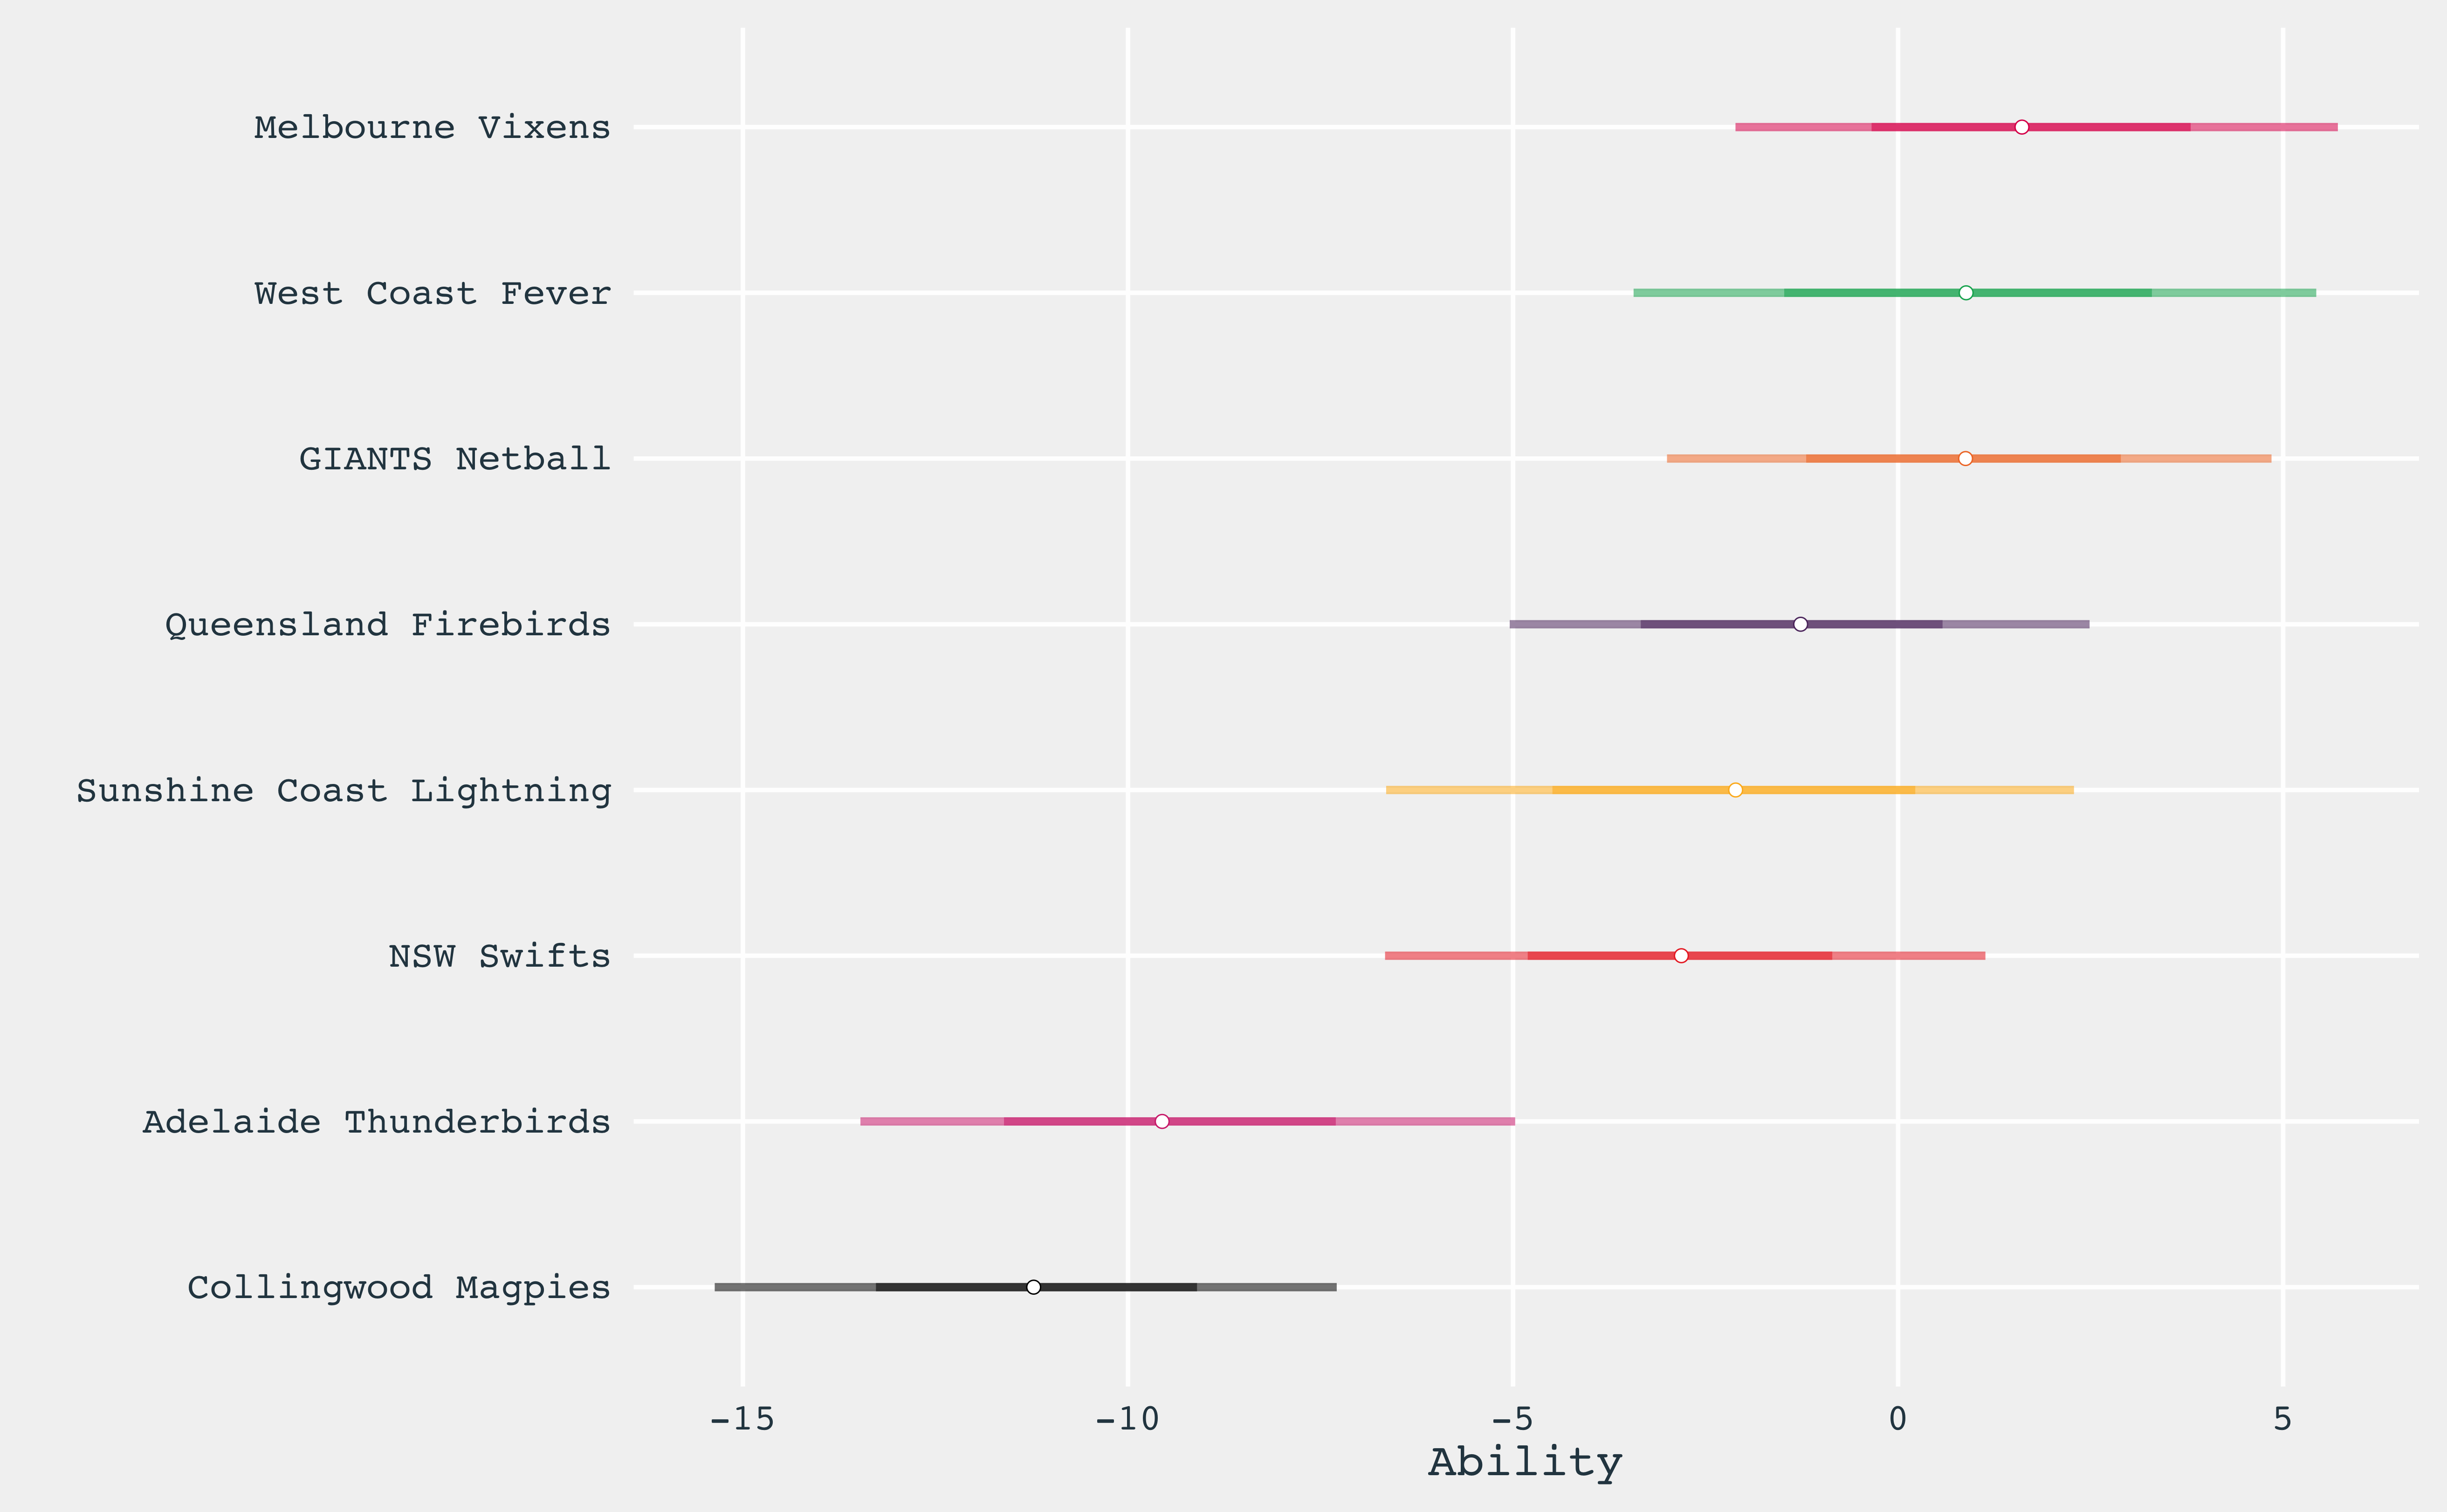 Melbourne Vixens
West Coast Fever
GIANTS Netball
Queensland Firebirds
Sunshine Coast Lightning
NSW Swifts
Adelaide Thunderbirds
Collingwood Magpies
-15 -10 -5 0 5
Ability